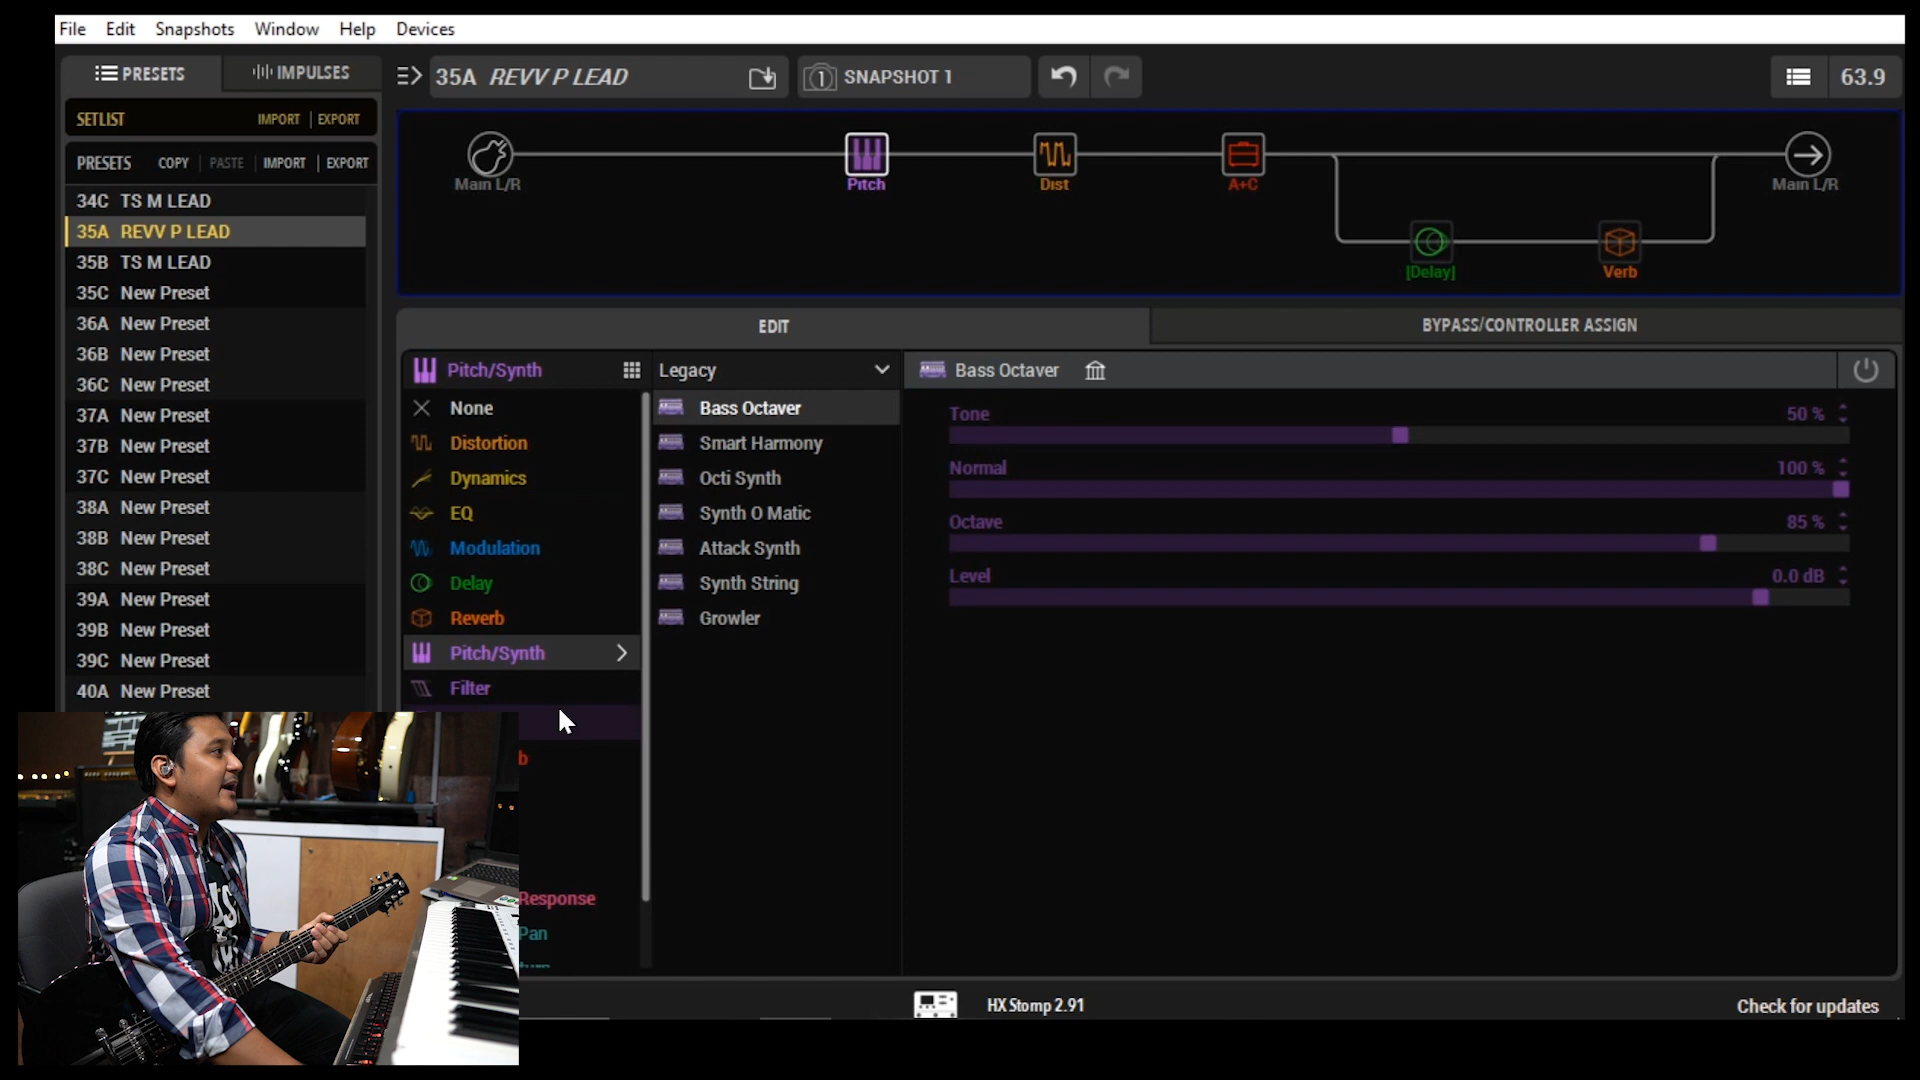 File Edit Snapshots Window Help Devices
PRESETS IMPULSES
35A REVV P LEAD
1 SNAPSHOT 1
63.9
SETLIST IMPORT | EXPORT
PRESETS COPY | PASTE | IMPORT | EXPORT
34C TS M LEAD
35A REVV P LEAD
35B TS M LEAD
35C New Preset
36A New Preset
36B New Preset
36C New Preset
37A New Preset
37B New Preset
37C New Preset
38A New Preset
38B New Preset
38C New Preset
39A New Preset
39B New Preset
39C New Preset
40A New Preset
Main L/R
Pitch
Dist
A+C
Main L/R
[Delay]
Verb
EDIT
BYPASS/CONTROLLER ASSIGN
Pitch/Synth
None
Distortion
Dynamics
EQ
Modulation
Delay
Reverb
Pitch/Synth
Filter
b
Response
Pan
Legacy
Bass Octaver
Smart Harmony
Octi Synth
Synth O Matic
Attack Synth
Synth String
Growler
Bass Octaver
Tone 50 %
Normal 100 %
Octave 85 %
Level 0.0 dB
HX Stomp 2.91
Check for updates